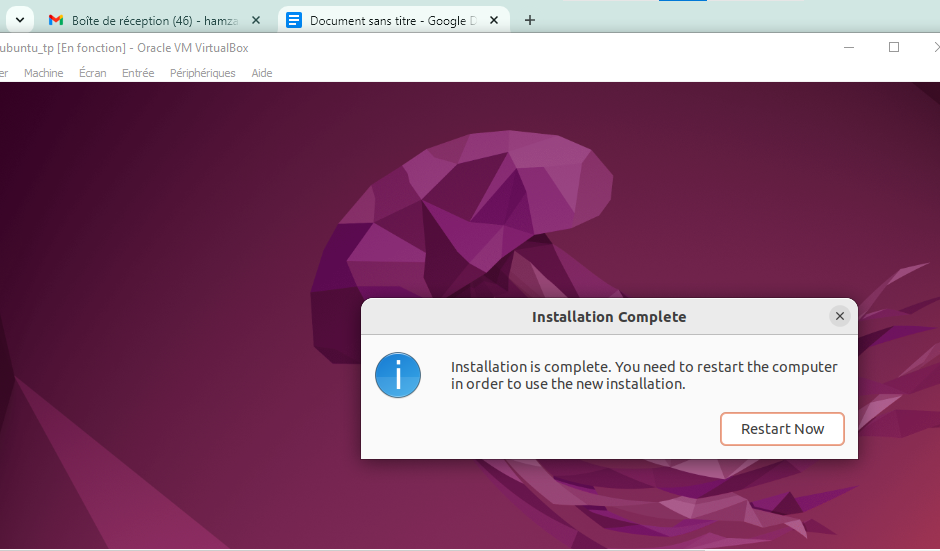 Boîte de réception (46) - hamza
Document sans titre - Google D
ubuntu_tp [En fonction] - Oracle VM VirtualBox
er Machine Écran Entrée Périphériques Aide
Installation Complete
Installation is complete. You need to restart the computer
in order to use the new installation.
Restart Now